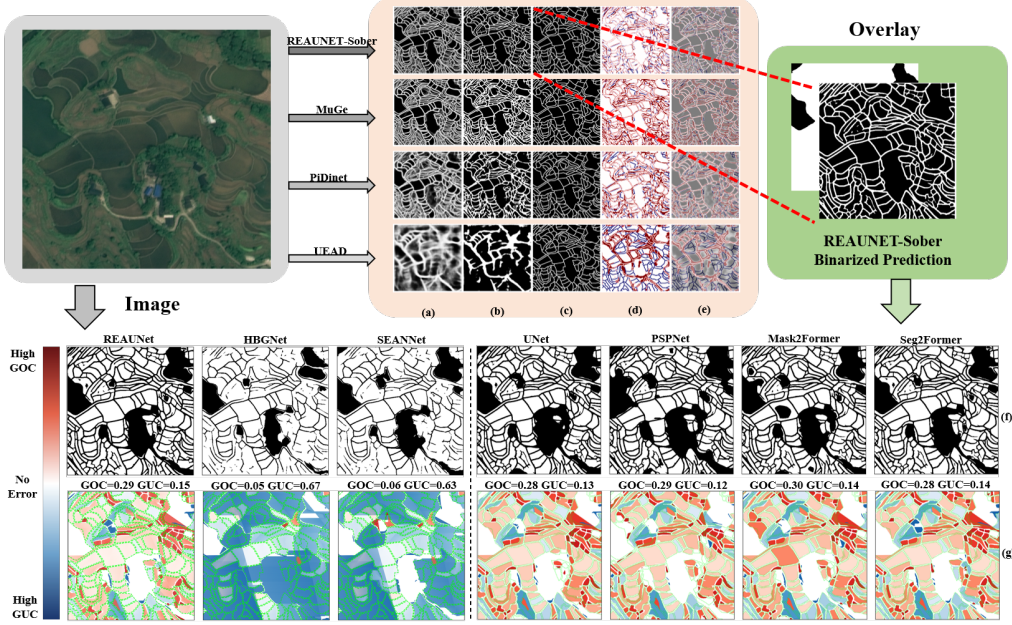 REAUNET-Sober
MuGe
PiDinet
UEAD
(a) (b) (c) (d) (e)
Overlay
REAUNET-Sober
Binarized Prediction
Image
High
GOC
No
Error
High
GUC
REAUNet HBGNet SEANNet UNet PSPNet Mask2Former Seg2Former
(f)
GOC=0.29 GUC=0.15 GOC=0.05 GUC=0.67 GOC=0.06 GUC=0.63 GOC=0.28 GUC=0.13 GOC=0.29 GUC=0.12 GOC=0.30 GUC=0.14 GOC=0.28 GUC=0.14
(g